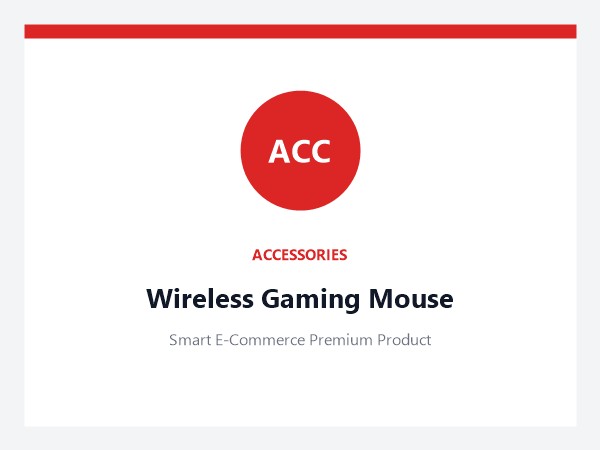 ACC
ACCESSORIES
Wireless Gaming Mouse
Smart E-Commerce Premium Product